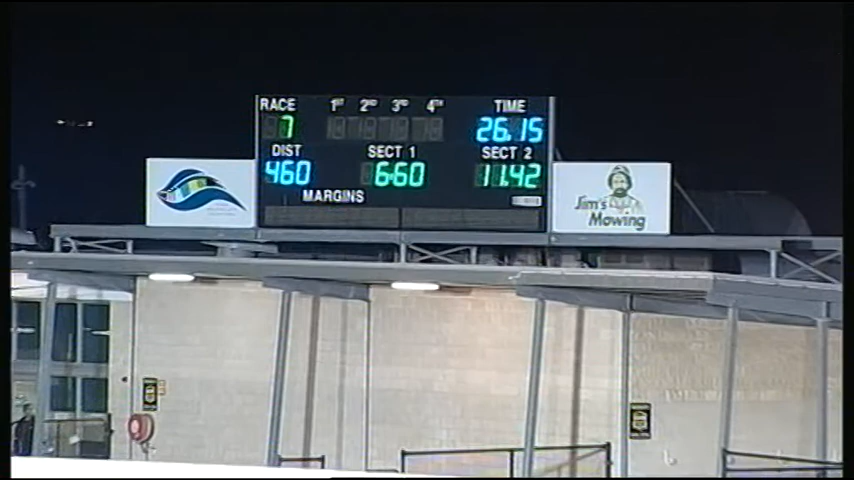 RACE 1ST 2ND 3RD 4TH TIME
7 26.15
DIST SECT 1 SECT 2
460 6.60 11.42
MARGINS
Jim's
Mowing